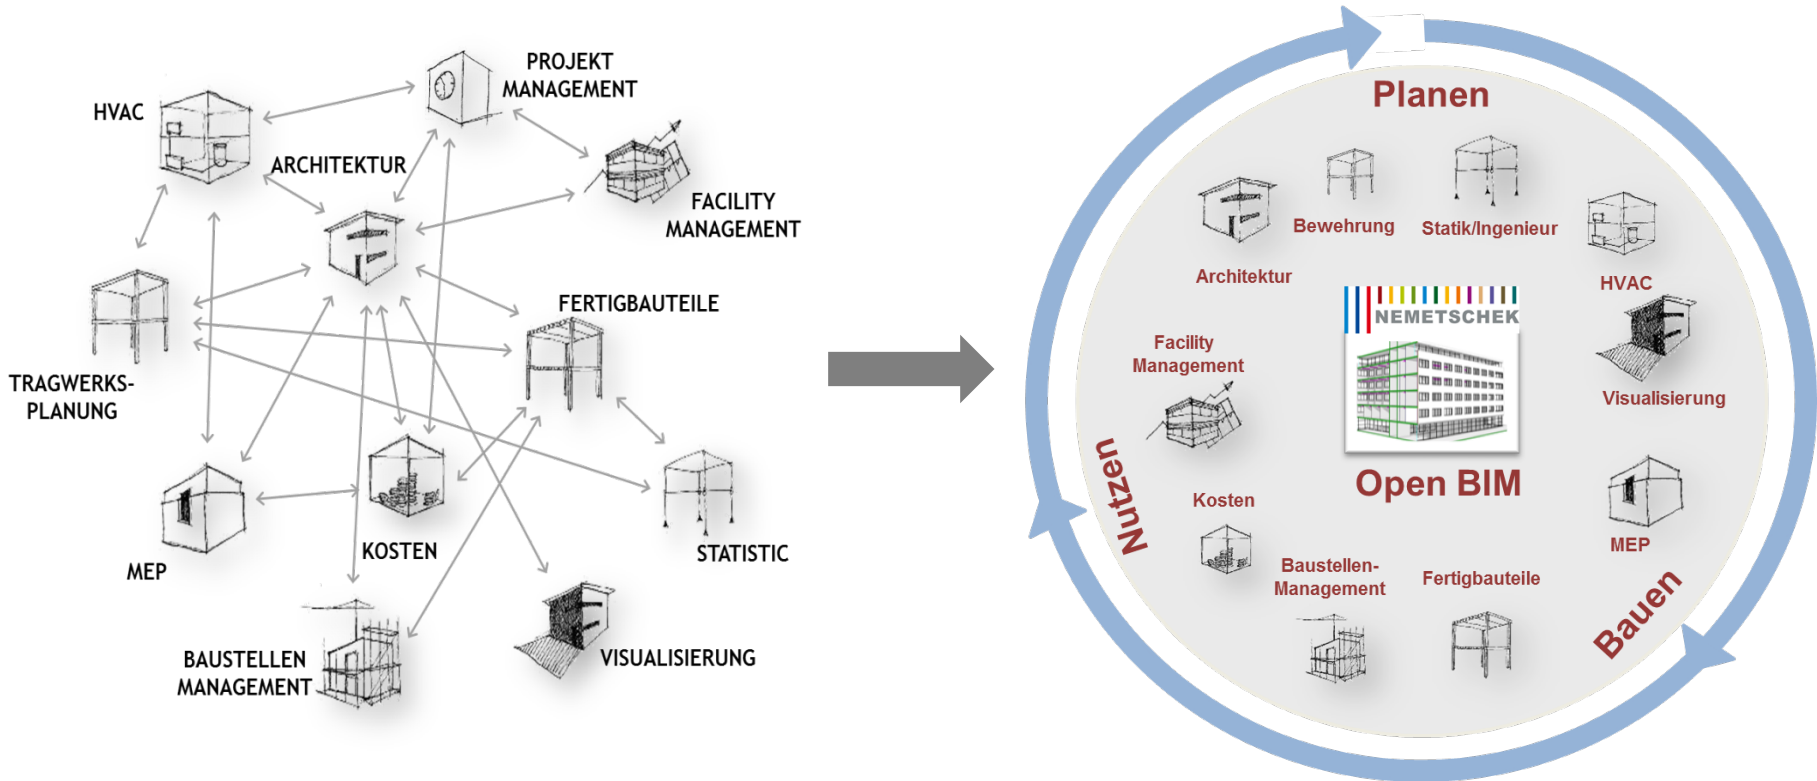 PROJEKT
MANAGEMENT
HVAC
ARCHITEKTUR
FACILITY
MANAGEMENT
FERTIGBAUTEILE
TRAGWERKS-
PLANUNG
KOSTEN
STATISTIC
MEP
BAUSTELLEN
MANAGEMENT
VISUALISIERUNG
Planen
Bewehrung
Statik/Ingenieur
Architektur
HVAC
NEMETSCHEK
Facility
Management
Visualisierung
Open BIM
Nutzen
Kosten
MEP
Baustellen-
Management
Fertigbauteile
Bauen